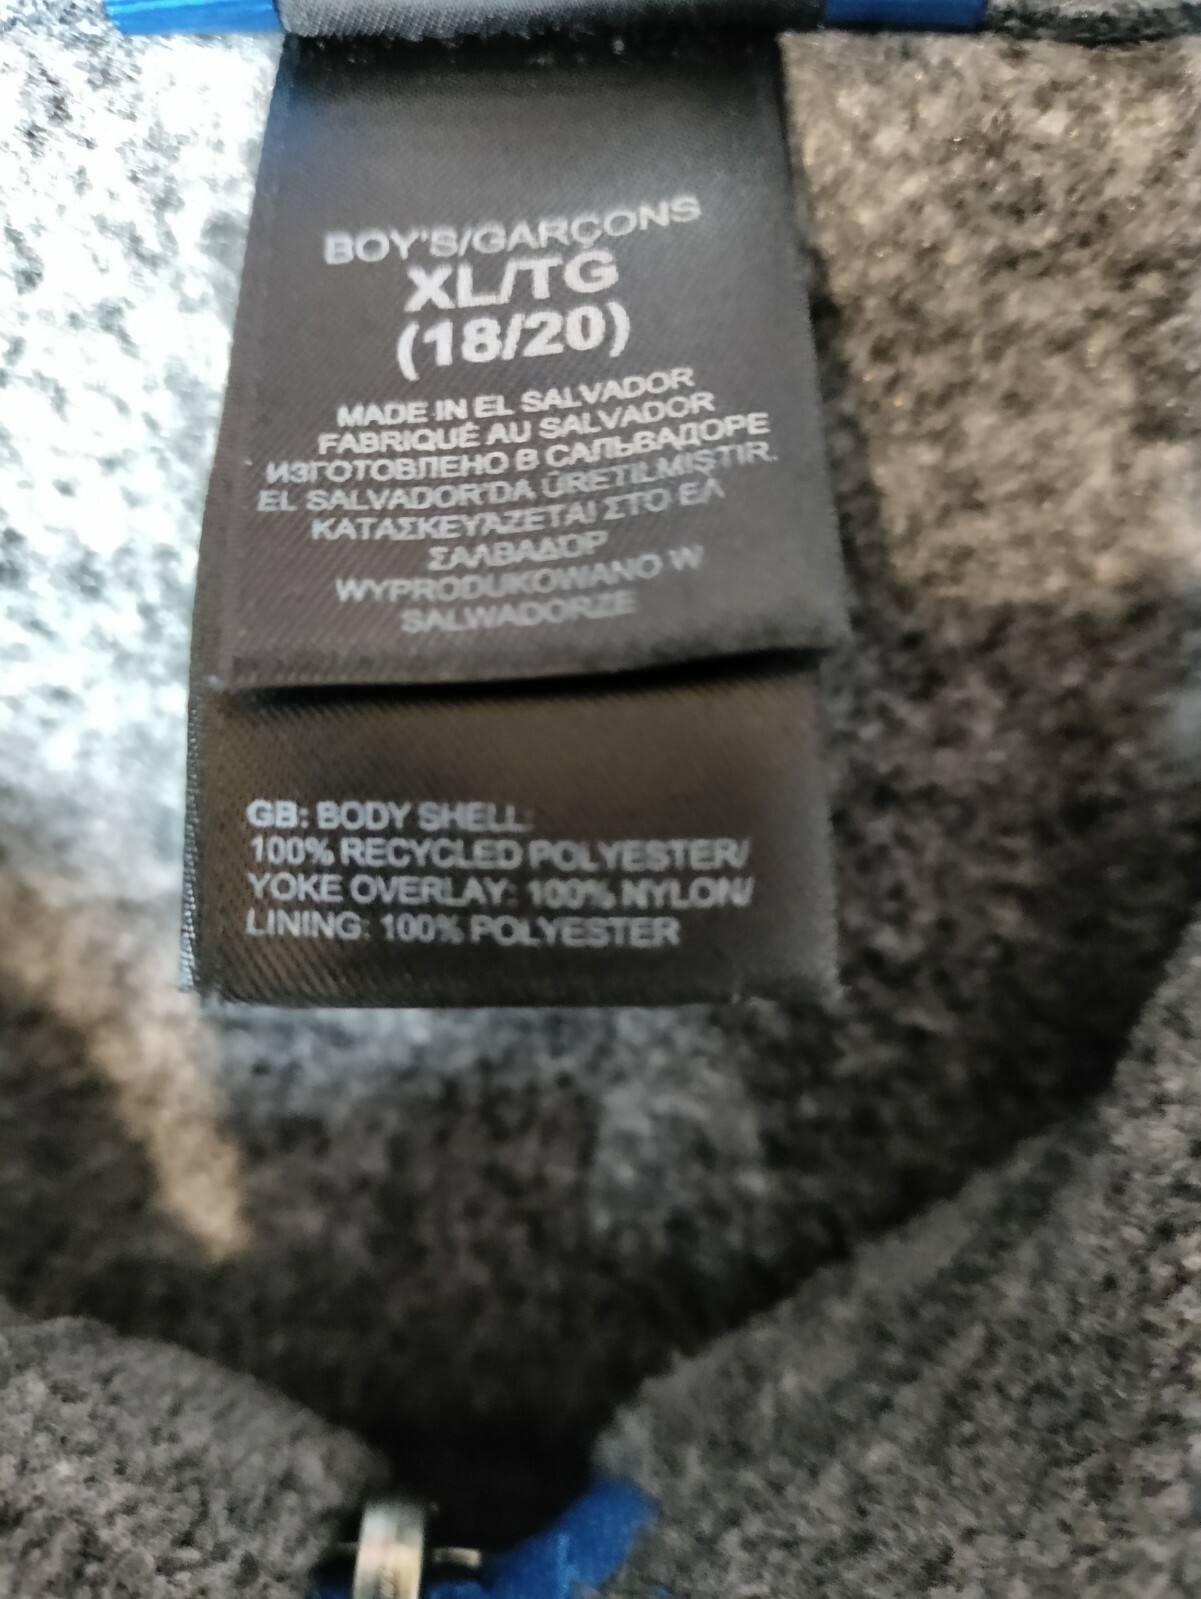 BOY'S/GARÇONS
XL/TG
(18/20)
MADE IN EL SALVADOR
FABRIQUÉ AU SALVADOR
ИЗГОТОВЛЕНО В САЛЬВАДОРЕ
EL SALVADOR'DA ÜRETILMIŞTIR.
ΚΑΤΑΣΚΕΥΑΖΕΤΑΙ ΣΤΟ ΕΛ
ΣΑΛΒΑΔΟΡ
WYPRODUKOWANO W
SALWADORZE
GB: BODY SHELL:
100% RECYCLED POLYESTER/
YOKE OVERLAY: 100% NYLON/
LINING: 100% POLYESTER